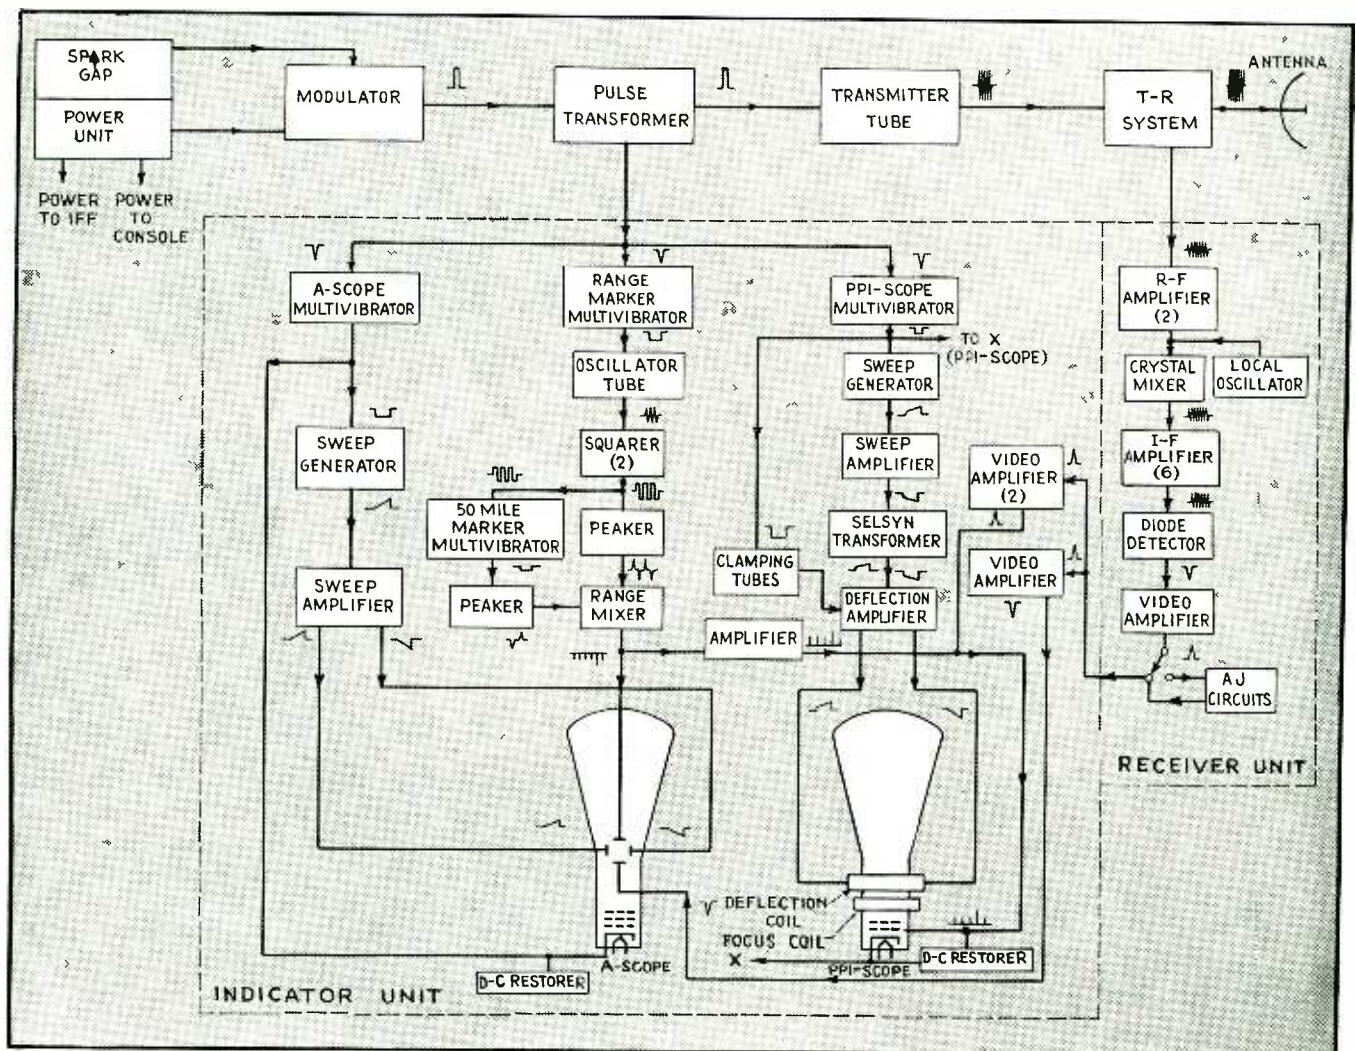 SPARK
GAP
POWER
UNIT
MODULATOR
PULSE
TRANSFORMER
TRANSMITTER
TUBE
T-R
SYSTEM
ANTENNA
POWER
TO IFF
POWER
TO
CONSOLE
A-SCOPE
MULTIVIBRATOR
RANGE
MARKER
MULTIVIBRATOR
PPI-SCOPE
MULTIVIBRATOR
R-F
AMPLIFIER
(2)
TO X
(PPI-SCOPE)
OSCILLATOR
TUBE
SWEEP
GENERATOR
CRYSTAL
MIXER
LOCAL
OSCILLATOR
SWEEP
GENERATOR
SQUARER
(2)
SWEEP
AMPLIFIER
VIDEO
AMPLIFIER
(2)
I-F
AMPLIFIER
(6)
50 MILE
MARKER
MULTIVIBRATOR
PEAKER
SELSYN
TRANSFORMER
DIODE
DETECTOR
CLAMPING
TUBES
VIDEO
AMPLIFIER
SWEEP
AMPLIFIER
PEAKER
RANGE
MIXER
DEFLECTION
AMPLIFIER
VIDEO
AMPLIFIER
AMPLIFIER
AJ
CIRCUITS
RECEIVER UNIT
DEFLECTION
COIL
FOCUS COIL
X
A-SCOPE
PPI-SCOPE
D-C RESTORER
D-C RESTORER
INDICATOR UNIT